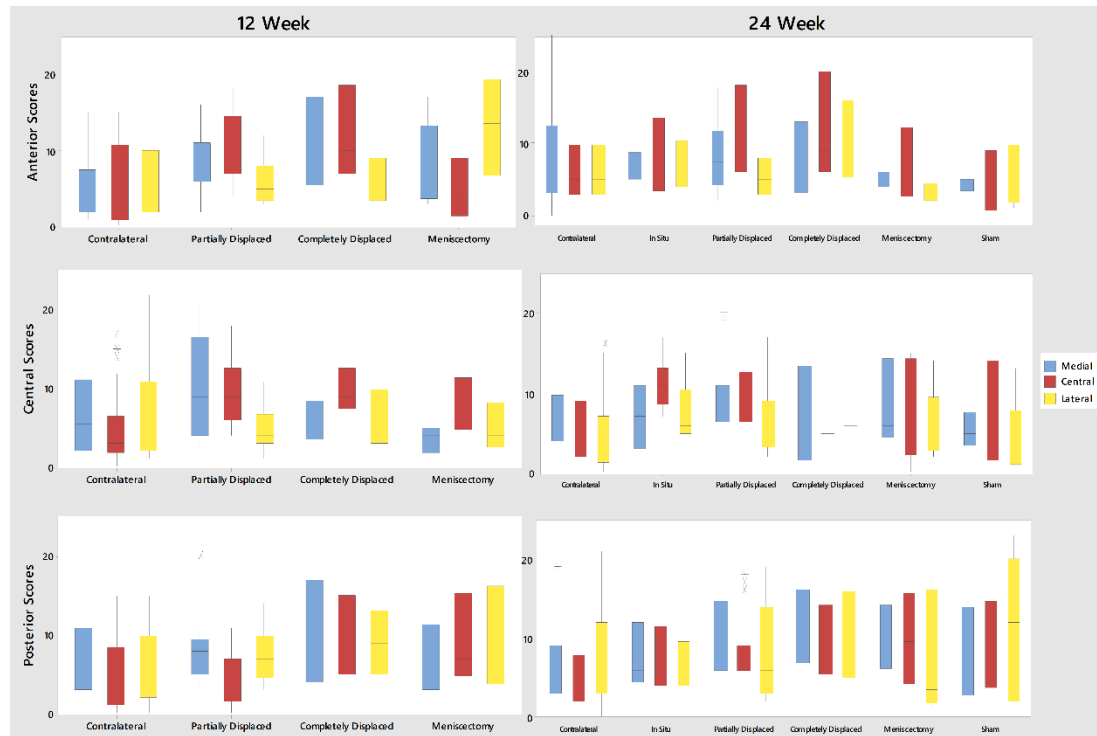 12 Week
24 Week
Anterior Scores
20
10
0
Contralateral Partially Displaced Completely Displaced Meniscectomy
20
10
0
Contralateral In Situ Partially Displaced Completely Displaced Meniscectomy Sham
Central Scores
20
10
0
Contralateral Partially Displaced Completely Displaced Meniscectomy
20
10
0
Contralateral In Situ Partially Displaced Completely Displaced Meniscectomy Sham
Medial
Central
Lateral
Posterior Scores
20
10
0
Contralateral Partially Displaced Completely Displaced Meniscectomy
20
10
0
Contralateral In Situ Partially Displaced Completely Displaced Meniscectomy Sham